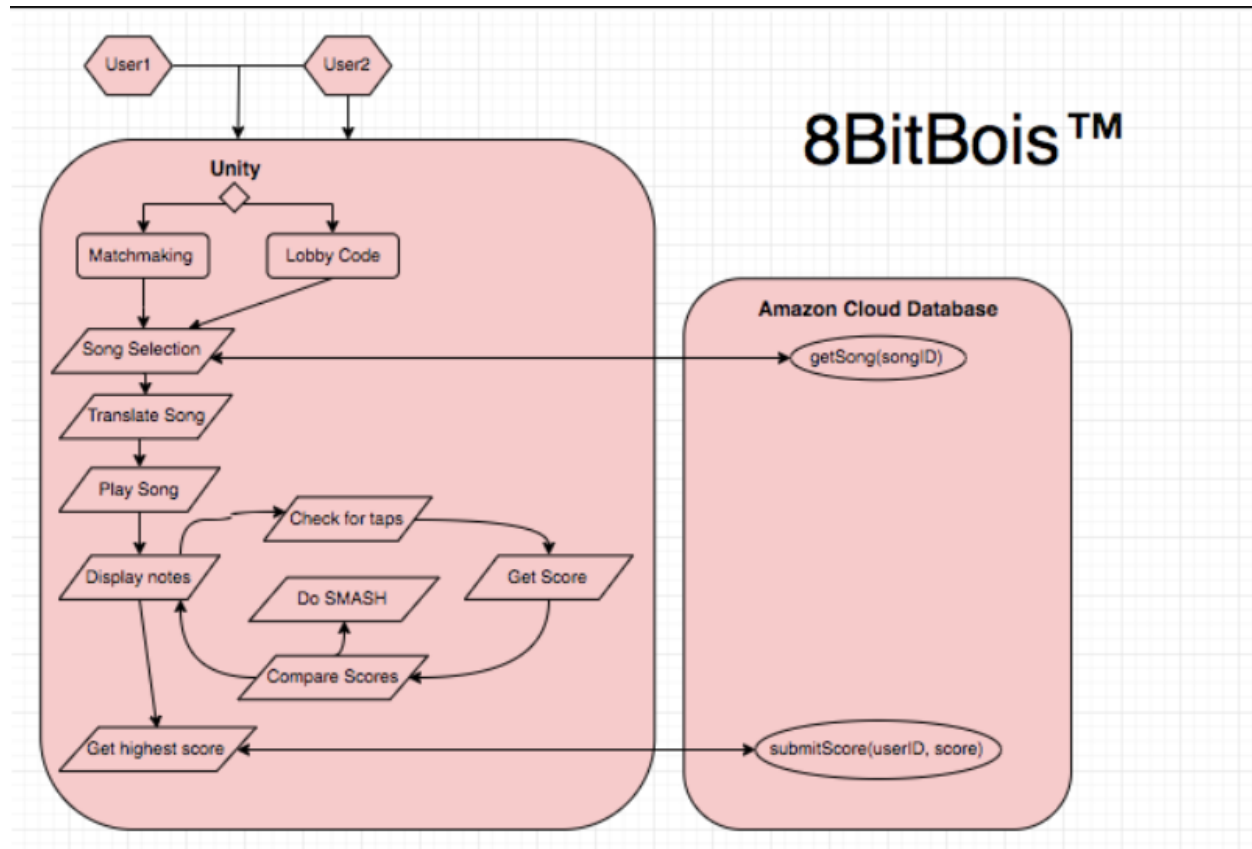 User1
User2
8BitBois™
Unity
Matchmaking
Lobby Code
Amazon Cloud Database
Song Selection
getSong(songID)
Translate Song
Play Song
Check for taps
Display notes
Get Score
Do SMASH
Compare Scores
Get highest score
submitScore(userID, score)